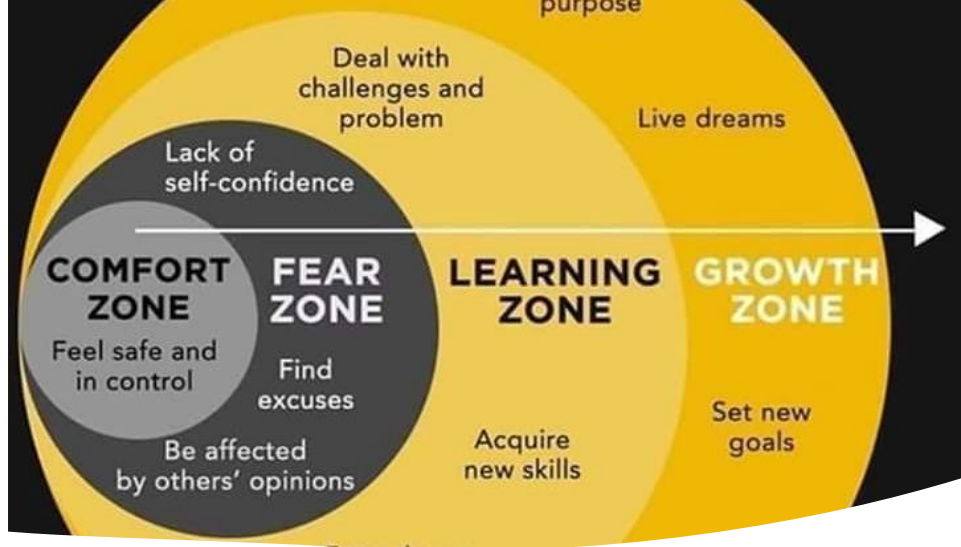 purpose
Deal with
challenges and
problem
Live dreams
Lack of
self-confidence
COMFORT
ZONE
Feel safe and
in control
FEAR
ZONE
LEARNING
ZONE
GROWTH
ZONE
Find
excuses
Be affected
by others’ opinions
Acquire
new skills
Set new
goals